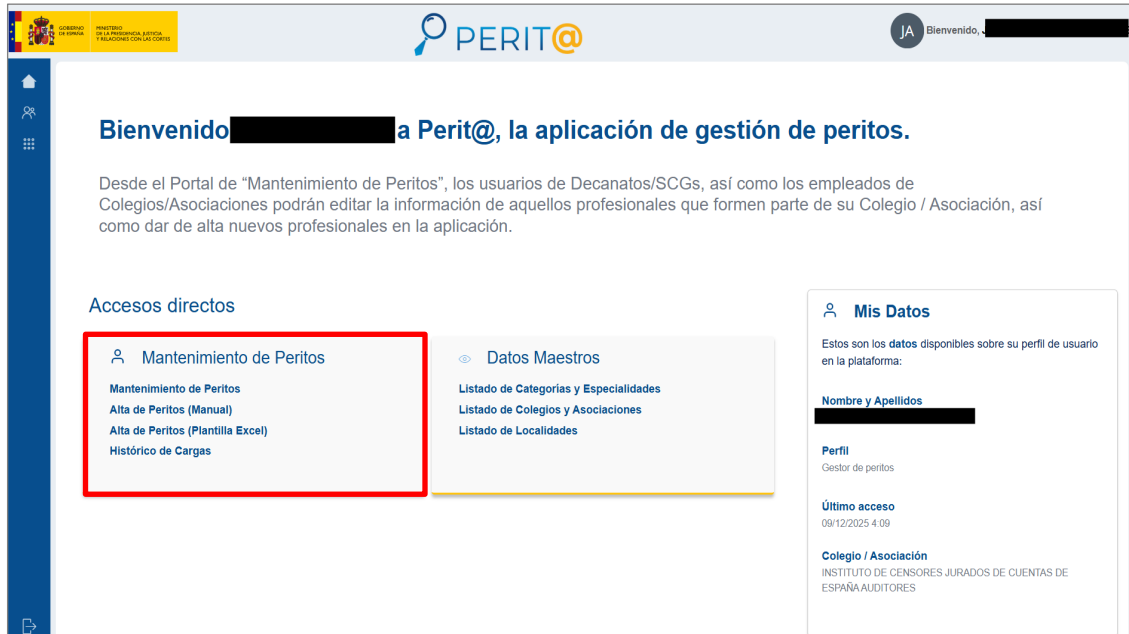 GOBIERNO
DE ESPAÑA
MINISTERIO
DE LA PRESIDENCIA, JUSTICIA
Y RELACIONES CON LAS CORTES
PERIT@
JA
Bienvenido,
Bienvenido a Perit@, la aplicación de gestión de peritos.
Desde el Portal de “Mantenimiento de Peritos”, los usuarios de Decanatos/SCGs, así como los empleados de
Colegios/Asociaciones podrán editar la información de aquellos profesionales que formen parte de su Colegio / Asociación, así
como dar de alta nuevos profesionales en la aplicación.
Accesos directos
Mantenimiento de Peritos
Mantenimiento de Peritos
Alta de Peritos (Manual)
Alta de Peritos (Plantilla Excel)
Histórico de Cargas
Datos Maestros
Listado de Categorías y Especialidades
Listado de Colegios y Asociaciones
Listado de Localidades
Mis Datos
Estos son los datos disponibles sobre su perfil de usuario
en la plataforma:
Nombre y Apellidos
Perfil
Gestor de peritos
Último acceso
09/12/2025 4:09
Colegio / Asociación
INSTITUTO DE CENSORES JURADOS DE CUENTAS DE
ESPAÑA AUDITORES